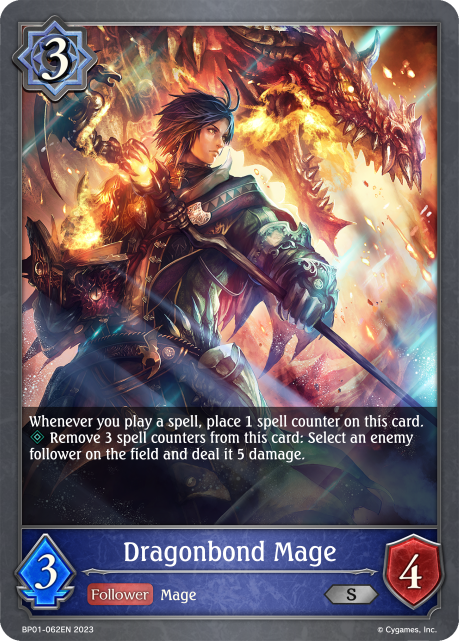 3
Whenever you play a spell, place 1 spell counter on this card.
Remove 3 spell counters from this card: Select an enemy
follower on the field and deal it 5 damage.
Dragonbond Mage
3
Follower Mage
S
4
BP01-062EN 2023
© Cygames, Inc.